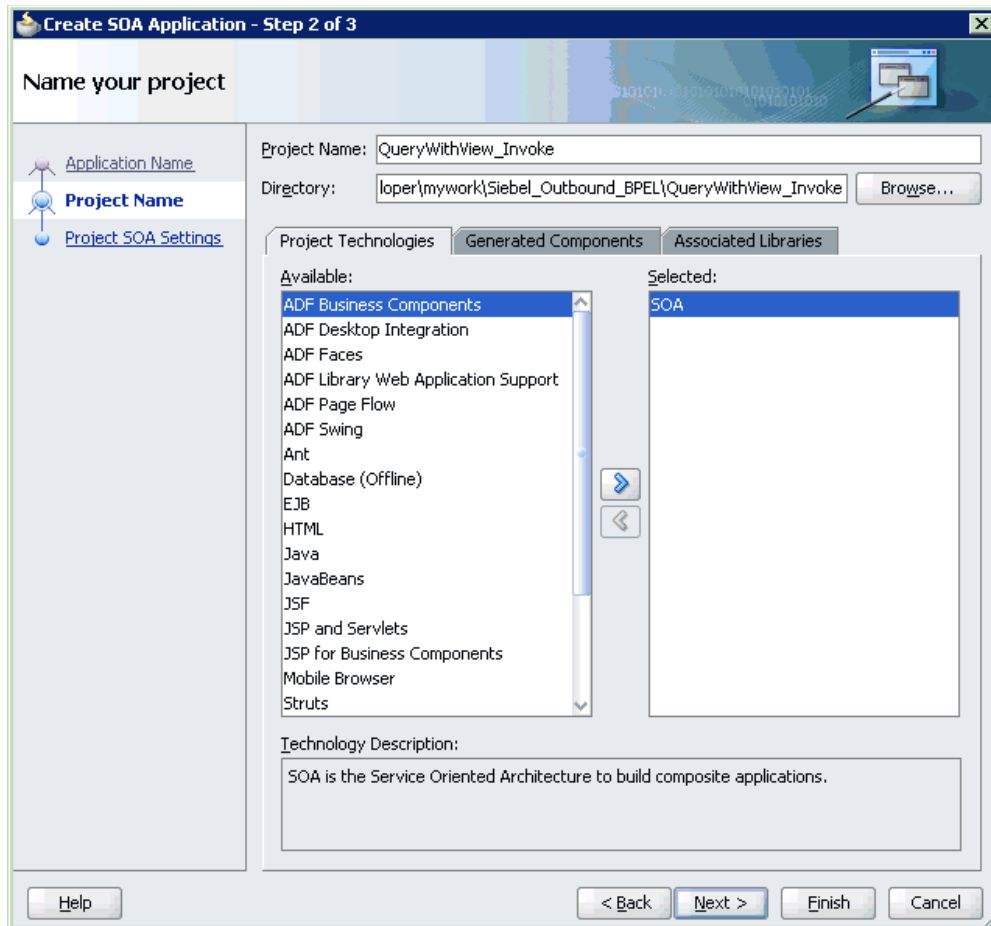 Create SOA Application - Step 2 of 3
Name your project
Application Name
Project Name
Project SOA Settings
Project Name: QueryWithView_Invoke
Directory: loper\mywork\Siebel_Outbound_BPEL\QueryWithView_Invoke Browse...
Project Technologies Generated Components Associated Libraries
Available: Selected:
ADF Business Components SOA
ADF Desktop Integration
ADF Faces
ADF Library Web Application Support
ADF Page Flow
ADF Swing
Ant
Database (Offline)
EJB
HTML
Java
JavaBeans
JSF
JSP and Servlets
JSP for Business Components
Mobile Browser
Struts
Technology Description:
SOA is the Service Oriented Architecture to build composite applications.
Help < Back Next > Finish Cancel